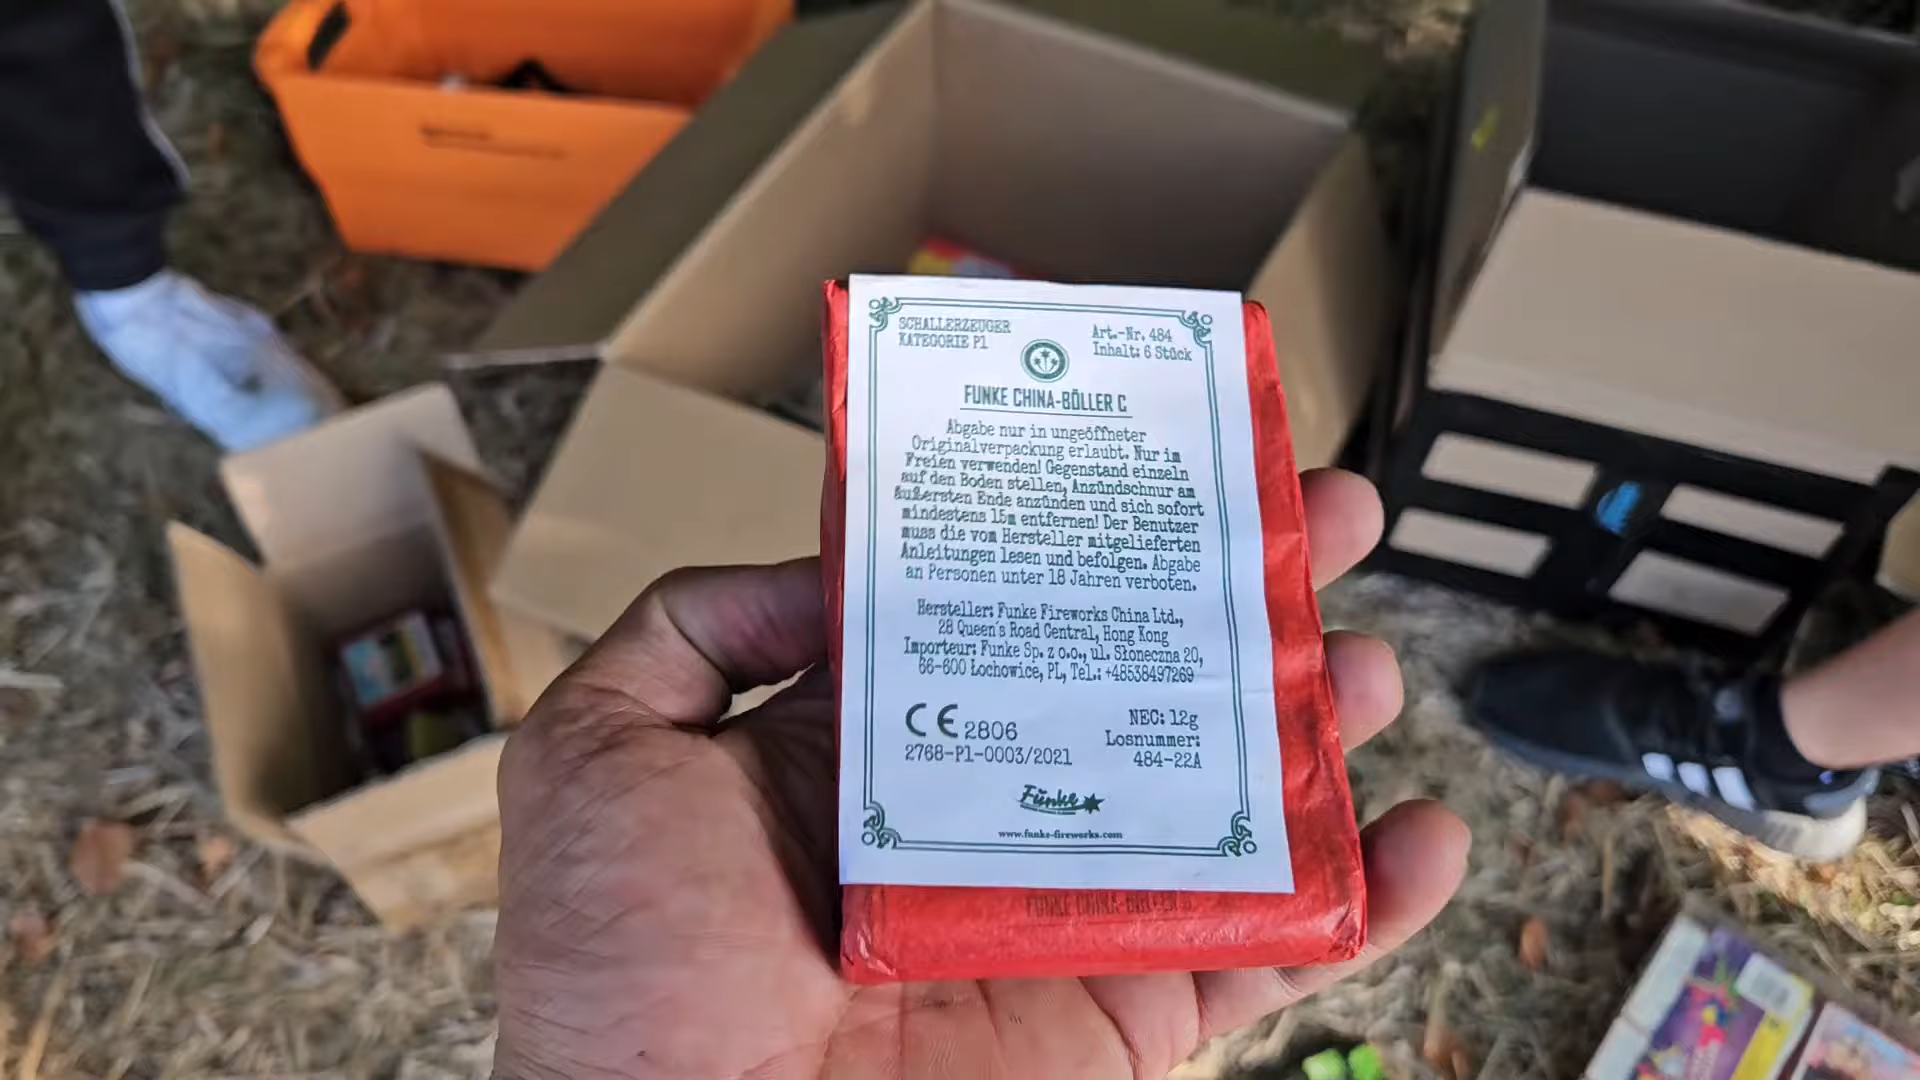 SCHALLERZEUGER
KATEGORIE P1
Art.-Nr. 484
Inhalt: 6 Stück
FUNKE CHINA-BÖLLER C
Abgabe nur in ungeöffneter
Originalverpackung erlaubt. Nur im
Freien verwenden! Gegenstand einzeln
auf den Boden stellen, Anzündschnur am
äußersten Ende anzünden und sich sofort
mindestens 15m entfernen! Der Benutzer
muss die vom Hersteller mitgelieferten
Anleitungen lesen und befolgen. Abgabe
an Personen unter 18 Jahren verboten.
Hersteller: Funke Fireworks China Ltd.,
28 Queen's Road Central, Hong Kong
Importeur: Funke Sp. z o.o., ul. Słoneczna 20,
66-600 Łochowice, PL, Tel.: +48538497269
CE 2806
2768-P1-0003/2021
NEC: 12g
Losnummer:
484-22A
Funke
www.funke-fireworks.com
FUNKE CHINA-BÖLLER